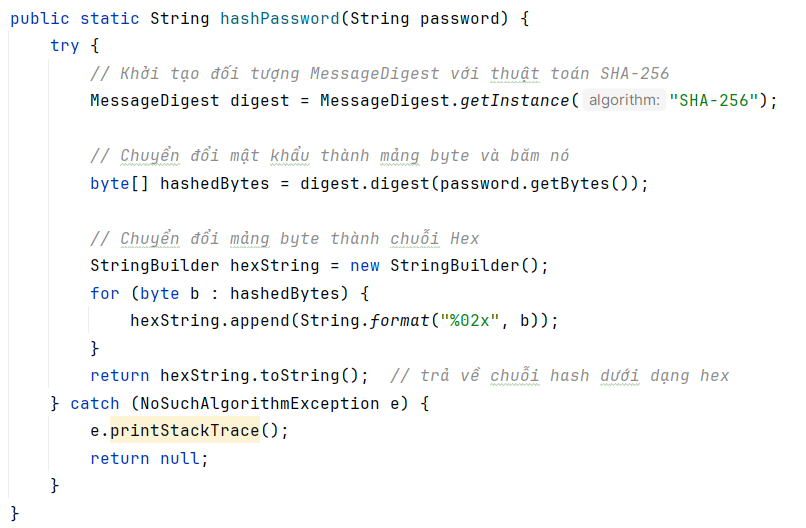 public static String hashPassword(String password) {
    try {
        // Khởi tạo đối tượng MessageDigest với thuật toán SHA-256
        MessageDigest digest = MessageDigest.getInstance( algorithm: "SHA-256");

        // Chuyển đổi mật khẩu thành mảng byte và băm nó
        byte[] hashedBytes = digest.digest(password.getBytes());

        // Chuyển đổi mảng byte thành chuỗi Hex
        StringBuilder hexString = new StringBuilder();
        for (byte b : hashedBytes) {
            hexString.append(String.format("%02x", b));
        }
        return hexString.toString();  // trả về chuỗi hash dưới dạng hex
    } catch (NoSuchAlgorithmException e) {
        e.printStackTrace();
        return null;
    }
}